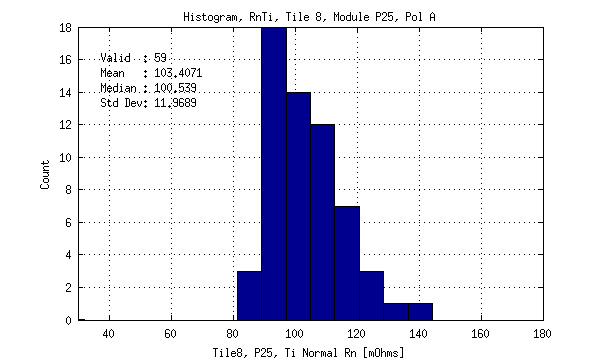 Histogram, RnTi, Tile 8, Module P25, Pol A
18
16
14
12
10
8
6
4
2
0
Count
Valid : 59
Mean : 103.4071
Median : 100.539
Std Dev: 11.9689
40 60 80 100 120 140 160 180
Tile8, P25, Ti Normal Rn [mOhms]